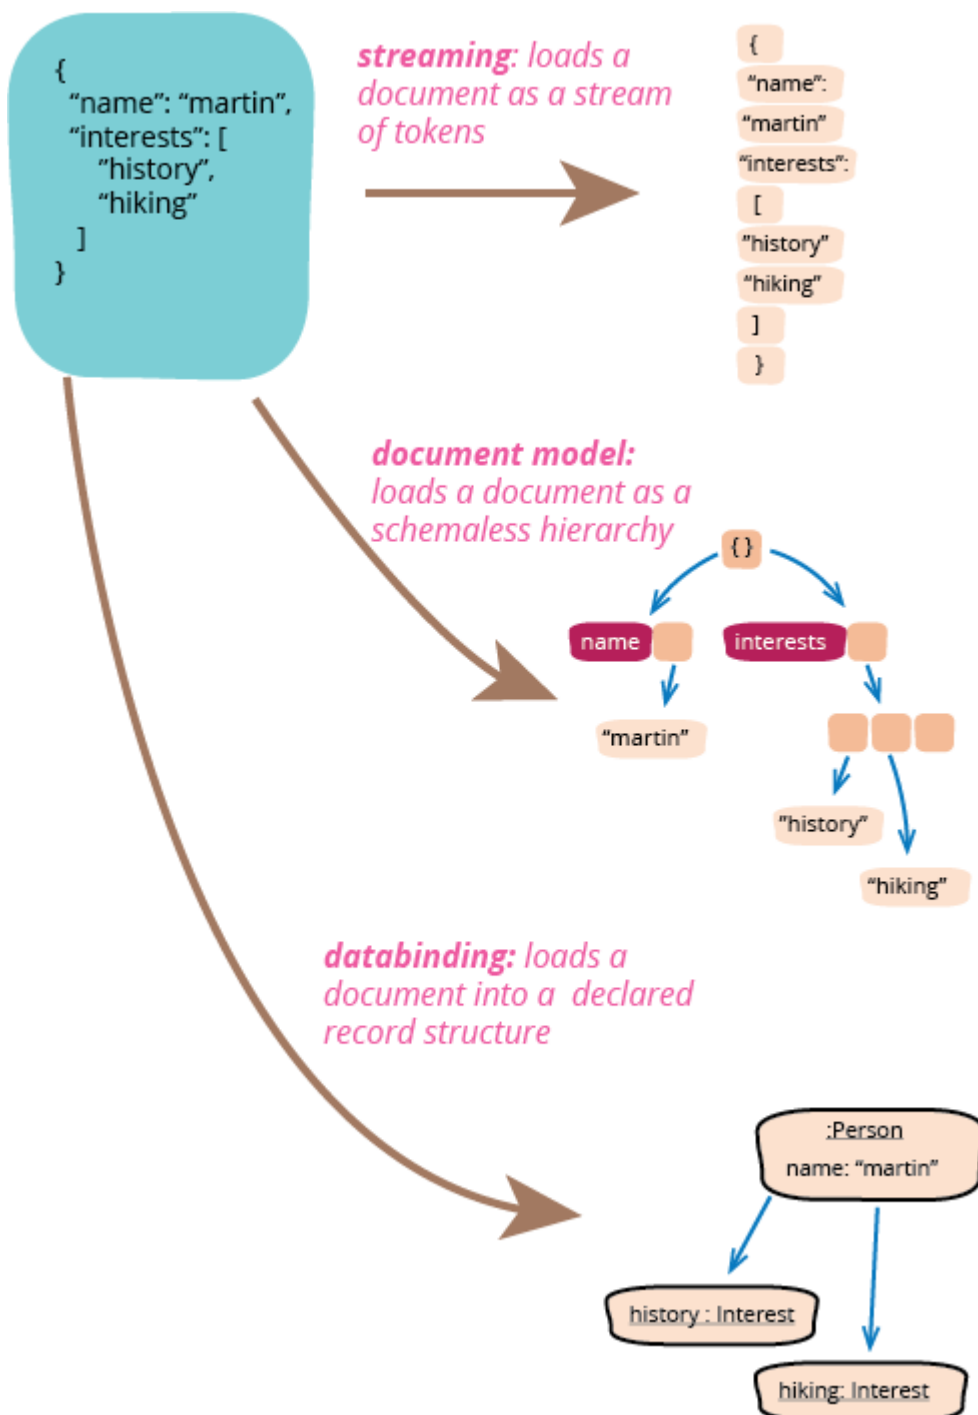 {
“name”: “martin”,
“interests”: [
”history”,
“hiking”
]
}
streaming: loads a
document as a stream
of tokens
{
“name”:
“martin”
“interests”:
[
”history”
“hiking”
]
}
document model:
loads a document as a
schemaless hierarchy
{ }
name
interests
“martin”
”history”
“hiking”
databinding: loads a
document into a  declared
record structure
:Person
name: “martin”
history : Interest
hiking: Interest